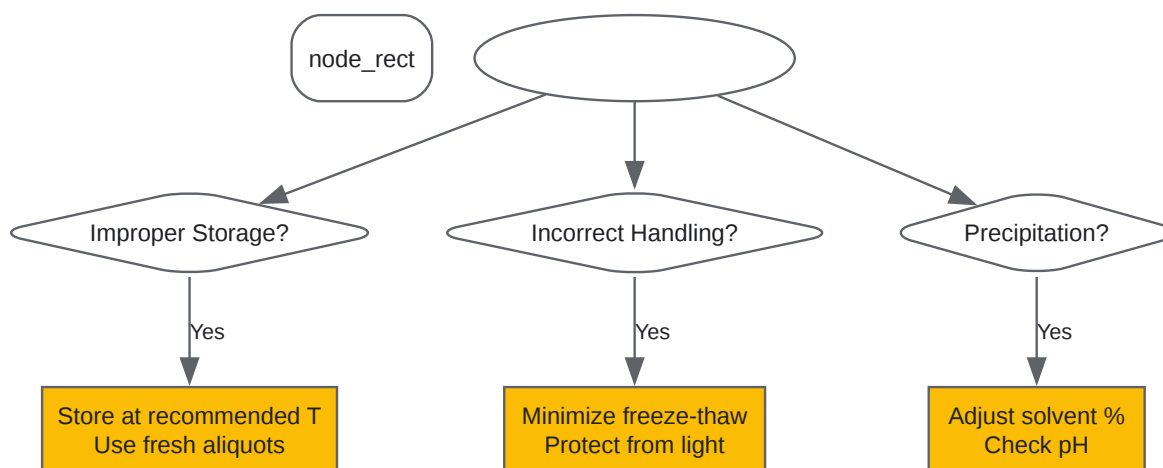 node_rect
Improper Storage?
Incorrect Handling?
Precipitation?
Yes
Yes
Yes
Store at recommended T
Use fresh aliquots
Minimize freeze-thaw
Protect from light
Adjust solvent %
Check pH